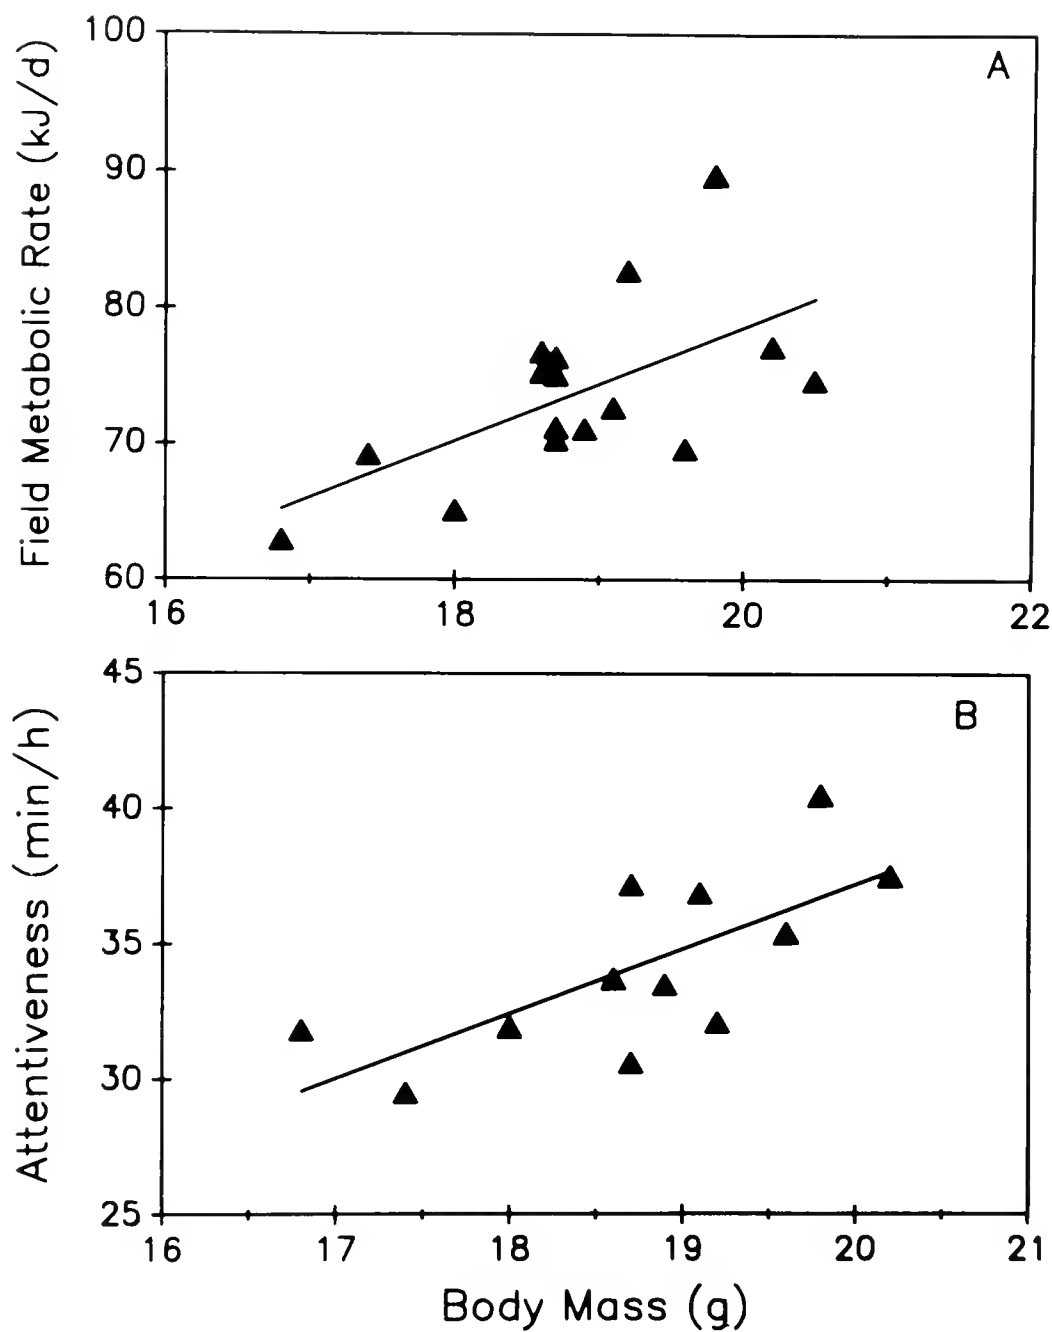 A
Field Metabolic Rate (kJ/d)
100
90
80
70
60
16 18 20 22
B
Attentiveness (min/h)
45
40
35
30
25
16 17 18 19 20 21
Body Mass (g)